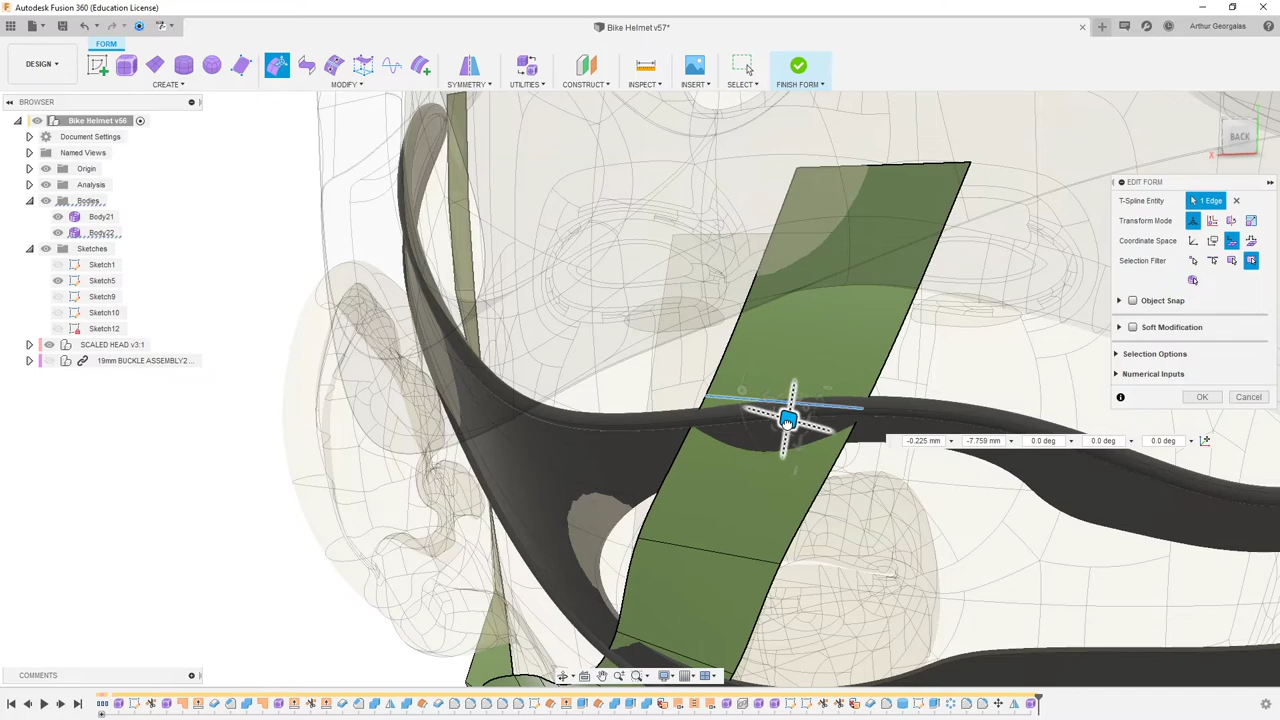 Autodesk Fusion 360 (Education License)
Bike Helmet v57*
Arthur Georgalas
FORM
DESIGN
CREATE
MODIFY
SYMMETRY
UTILITIES
CONSTRUCT
INSPECT
INSERT
SELECT
FINISH FORM
BROWSER
Bike Helmet v56
Document Settings
Named Views
Origin
Analysis
Bodies
Body21
Body22
Sketches
Sketch1
Sketch5
Sketch9
Sketch10
Sketch12
SCALED HEAD v3:1
19mm BUCKLE ASSEMBLY2...
BACK
X
EDIT FORM
T-Spline Entity 1 Edge
Transform Mode
Coordinate Space
Selection Filter
Object Snap
Soft Modification
Selection Options
Numerical Inputs
OK Cancel
-0.225 mm -7.759 mm 0.0 deg 0.0 deg 0.0 deg
COMMENTS